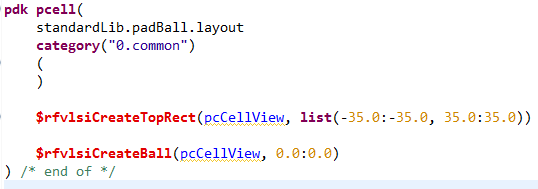 pdk pcell(
standardLib.padBall.layout
category("0.common")
(
)
$rfvlsiCreateTopRect(pcCellView, list(-35.0:-35.0, 35.0:35.0))
$rfvlsiCreateBall(pcCellView, 0.0:0.0)
) /* end of */